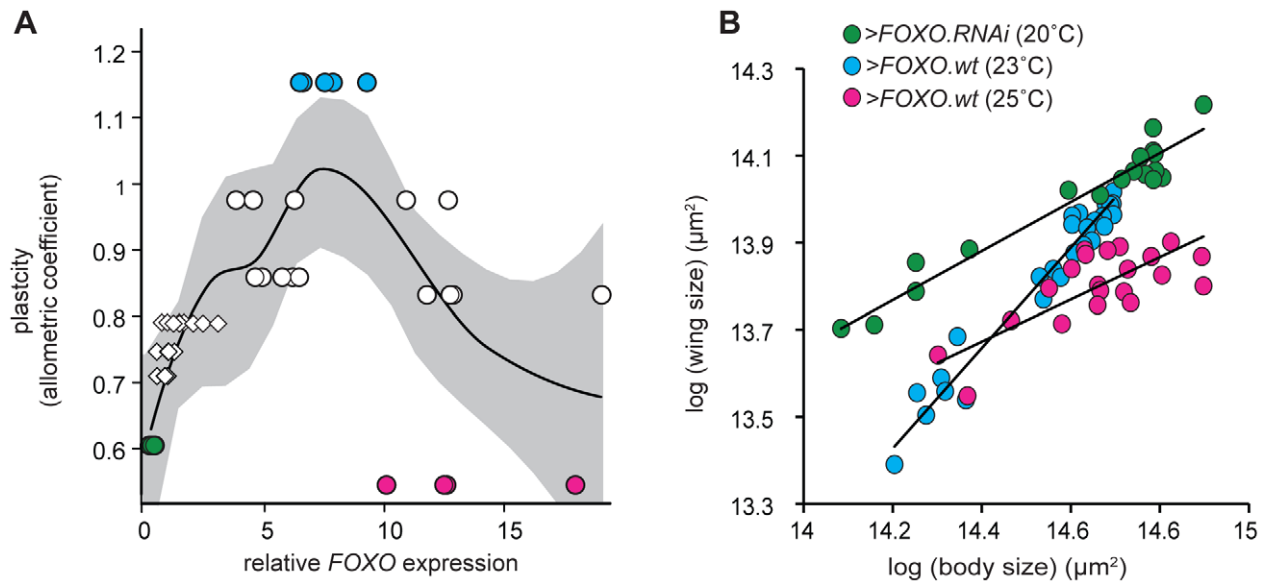 A
1.2
1.1
1
0.9
0.8
0.7
0.6
plastcity
(allometric coefficient)
0
5
10
15
relative FOXO expression
B
>FOXO.RNAi (20˚C)
>FOXO.wt (23˚C)
>FOXO.wt (25˚C)
14.3
14.1
13.9
13.7
13.5
13.3
log (wing size) (µm²)
14
14.2
14.4
14.6
14.6
15
log (body size) (µm²)